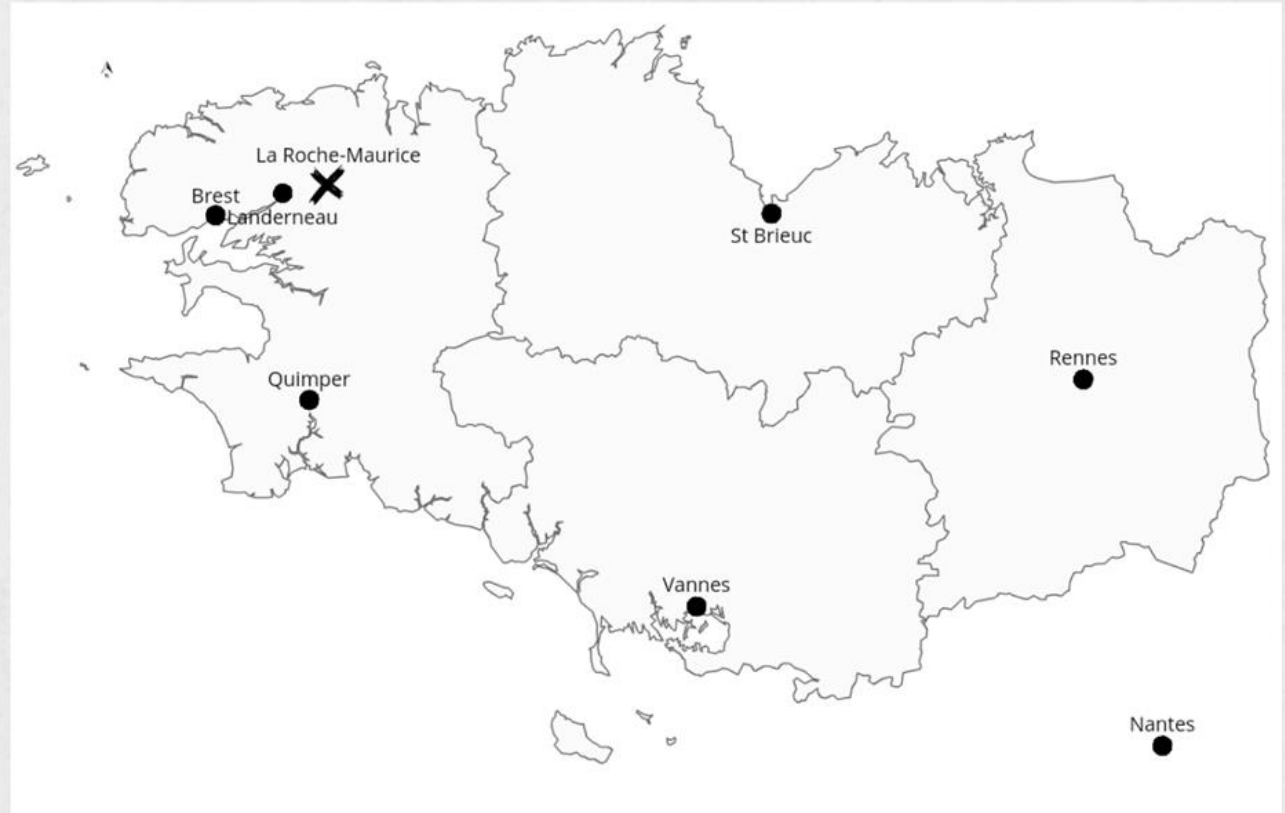 La Roche-Maurice
Brest
Landerneau
St Brieuc
Rennes
Quimper
Vannes
Nantes